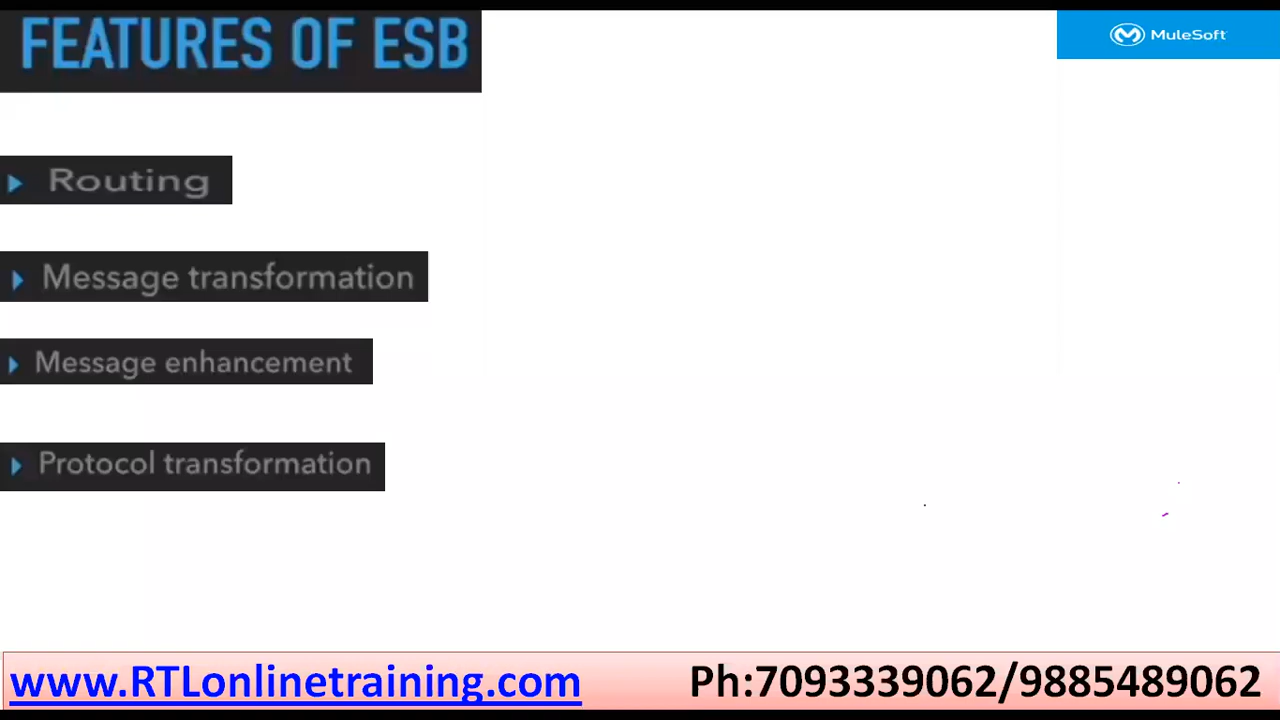 FEATURES OF ESB
MuleSoft
Routing
Message transformation
Message enhancement
Protocol transformation
www.RTLonlinetraining.com
Ph:7093339062/9885489062